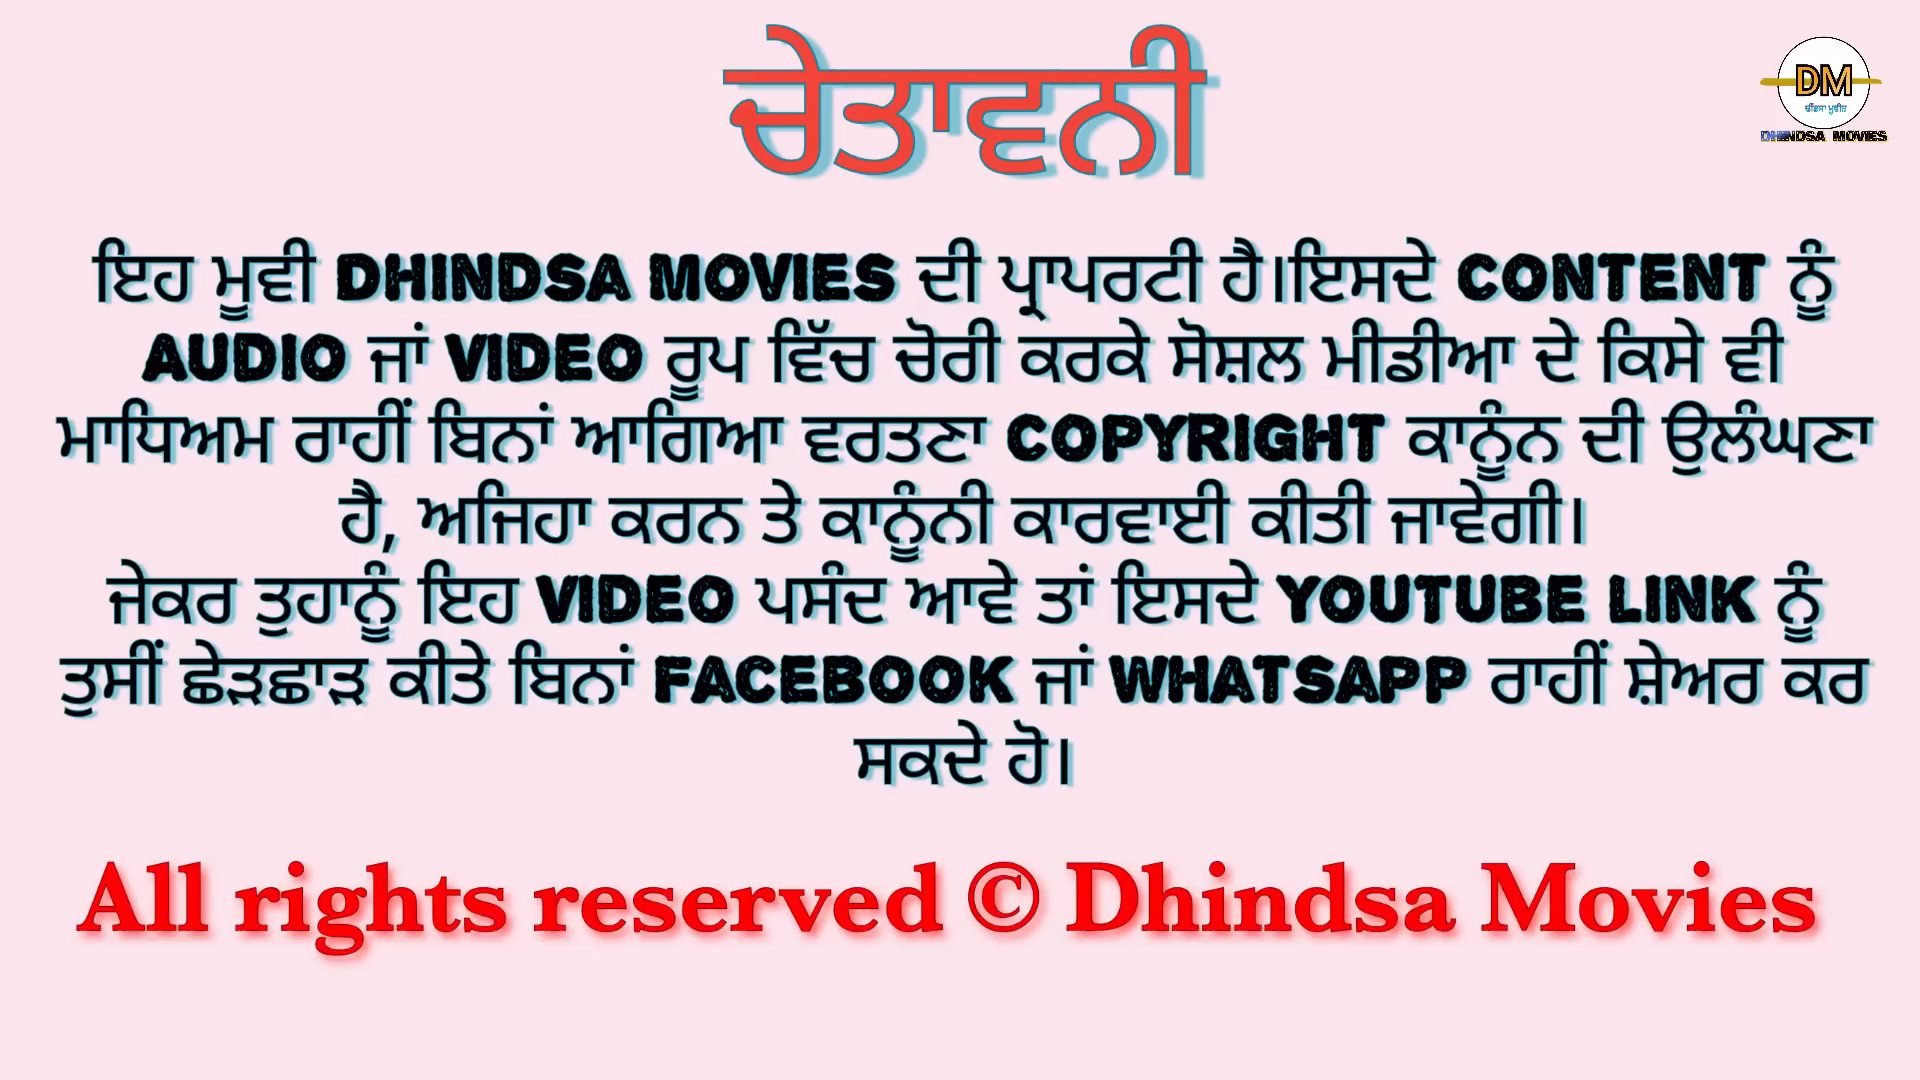 ਚੇਤਾਵਨੀ
DM
ਢੀਂਡਸਾ ਮੂਵੀਜ਼
DHINDSA MOVIES
ਇਹ ਮੂਵੀ DHINDSA MOVIES ਦੀ ਪ੍ਰਾਪਰਟੀ ਹੈ।ਇਸਦੇ CONTENT ਨੂੰ
AUDIO ਜਾਂ VIDEO ਰੂਪ ਵਿੱਚ ਚੋਰੀ ਕਰਕੇ ਸੋਸ਼ਲ ਮੀਡੀਆ ਦੇ ਕਿਸੇ ਵੀ
ਮਾਧਿਅਮ ਰਾਹੀਂ ਬਿਨਾਂ ਆਗਿਆ ਵਰਤਣਾ COPYRIGHT ਕਾਨੂੰਨ ਦੀ ਉਲੰਘਣਾ
ਹੈ, ਅਜਿਹਾ ਕਰਨ ਤੇ ਕਾਨੂੰਨੀ ਕਾਰਵਾਈ ਕੀਤੀ ਜਾਵੇਗੀ।
ਜੇਕਰ ਤੁਹਾਨੂੰ ਇਹ VIDEO ਪਸੰਦ ਆਵੇ ਤਾਂ ਇਸਦੇ YOUTUBE LINK ਨੂੰ
ਤੁਸੀਂ ਛੇੜਛਾੜ ਕੀਤੇ ਬਿਨਾਂ FACEBOOK ਜਾਂ WHATSAPP ਰਾਹੀਂ ਸ਼ੇਅਰ ਕਰ
ਸਕਦੇ ਹੋ।
All rights reserved © Dhindsa Movies